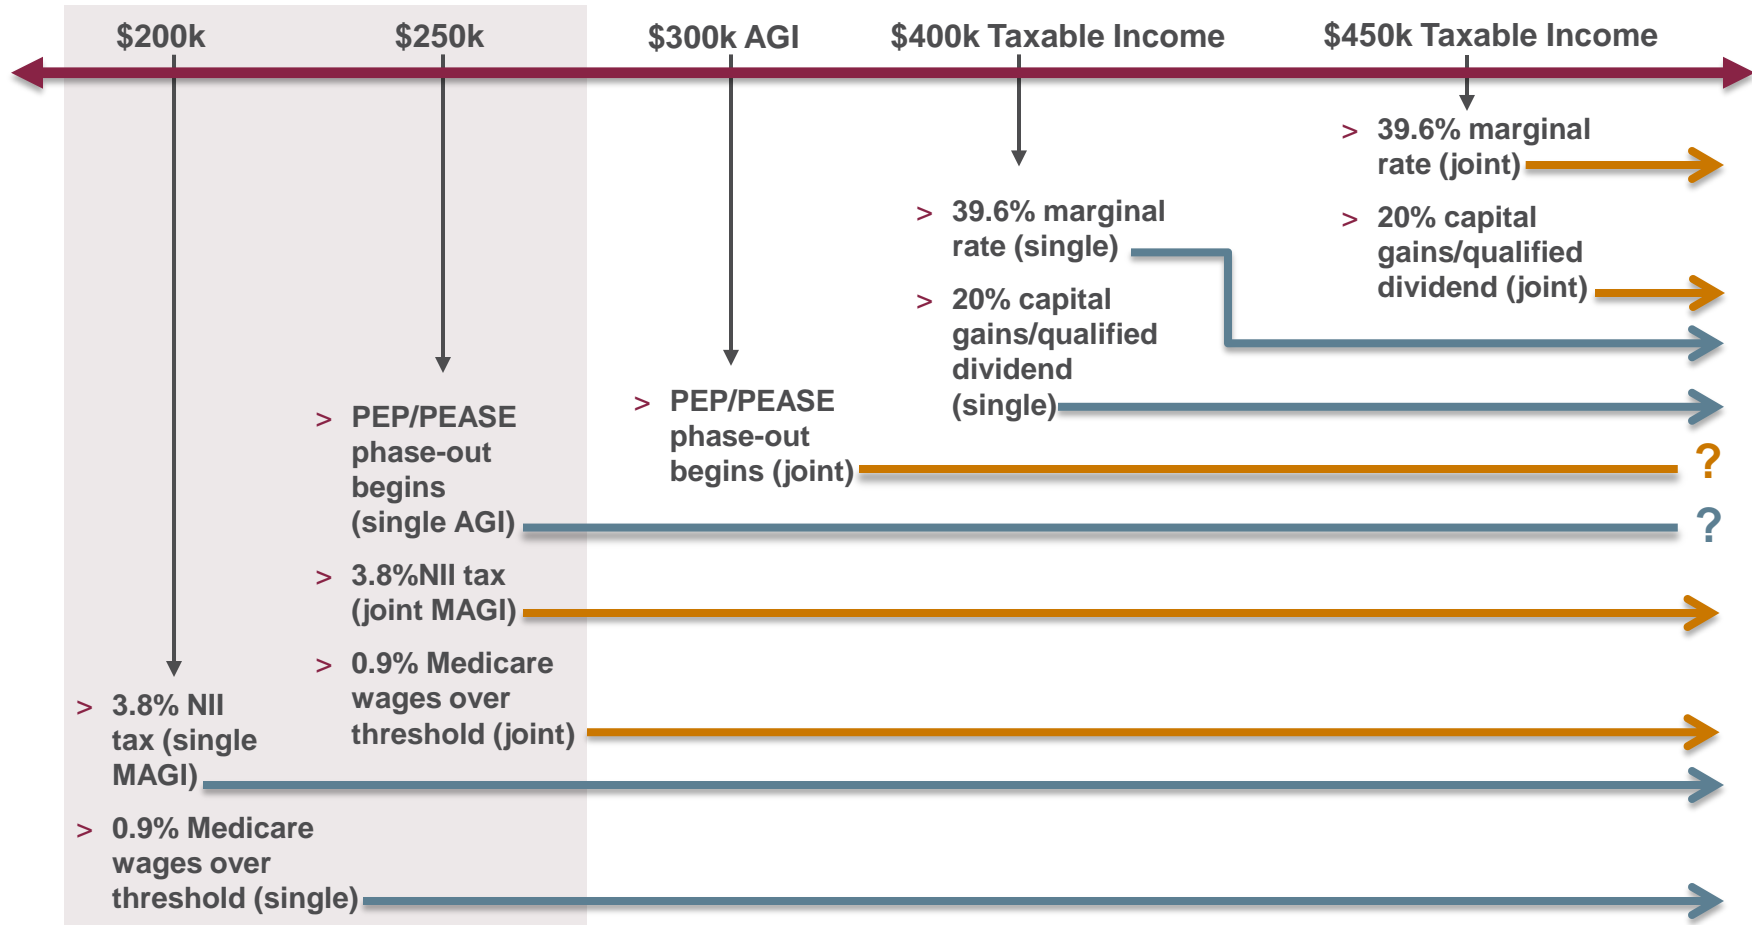 $200k
$250k
$300k AGI
$400k Taxable Income
$450k Taxable Income
> 3.8% NII
tax (single
MAGI)
> 0.9% Medicare
wages over
threshold (single)
> PEP/PEASE
phase-out
begins
(single AGI)
> 3.8%NII tax
(joint MAGI)
> 0.9% Medicare
wages over
threshold (joint)
> PEP/PEASE
phase-out
begins (joint)
> 39.6% marginal
rate (single)
> 20% capital
gains/qualified
dividend
(single)
> 39.6% marginal
rate (joint)
> 20% capital
gains/qualified
dividend (joint)
?
?